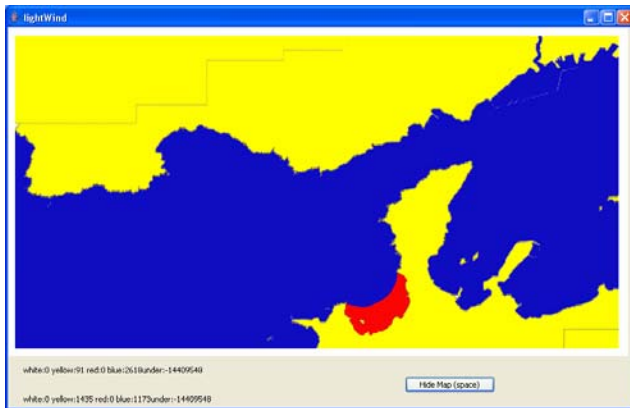 lightWind
white:0 yellow:91 red:0 blue:2618under:-14409548
Hide Map (space)
white:0 yellow:1435 red:0 blue:1173under:-14409548